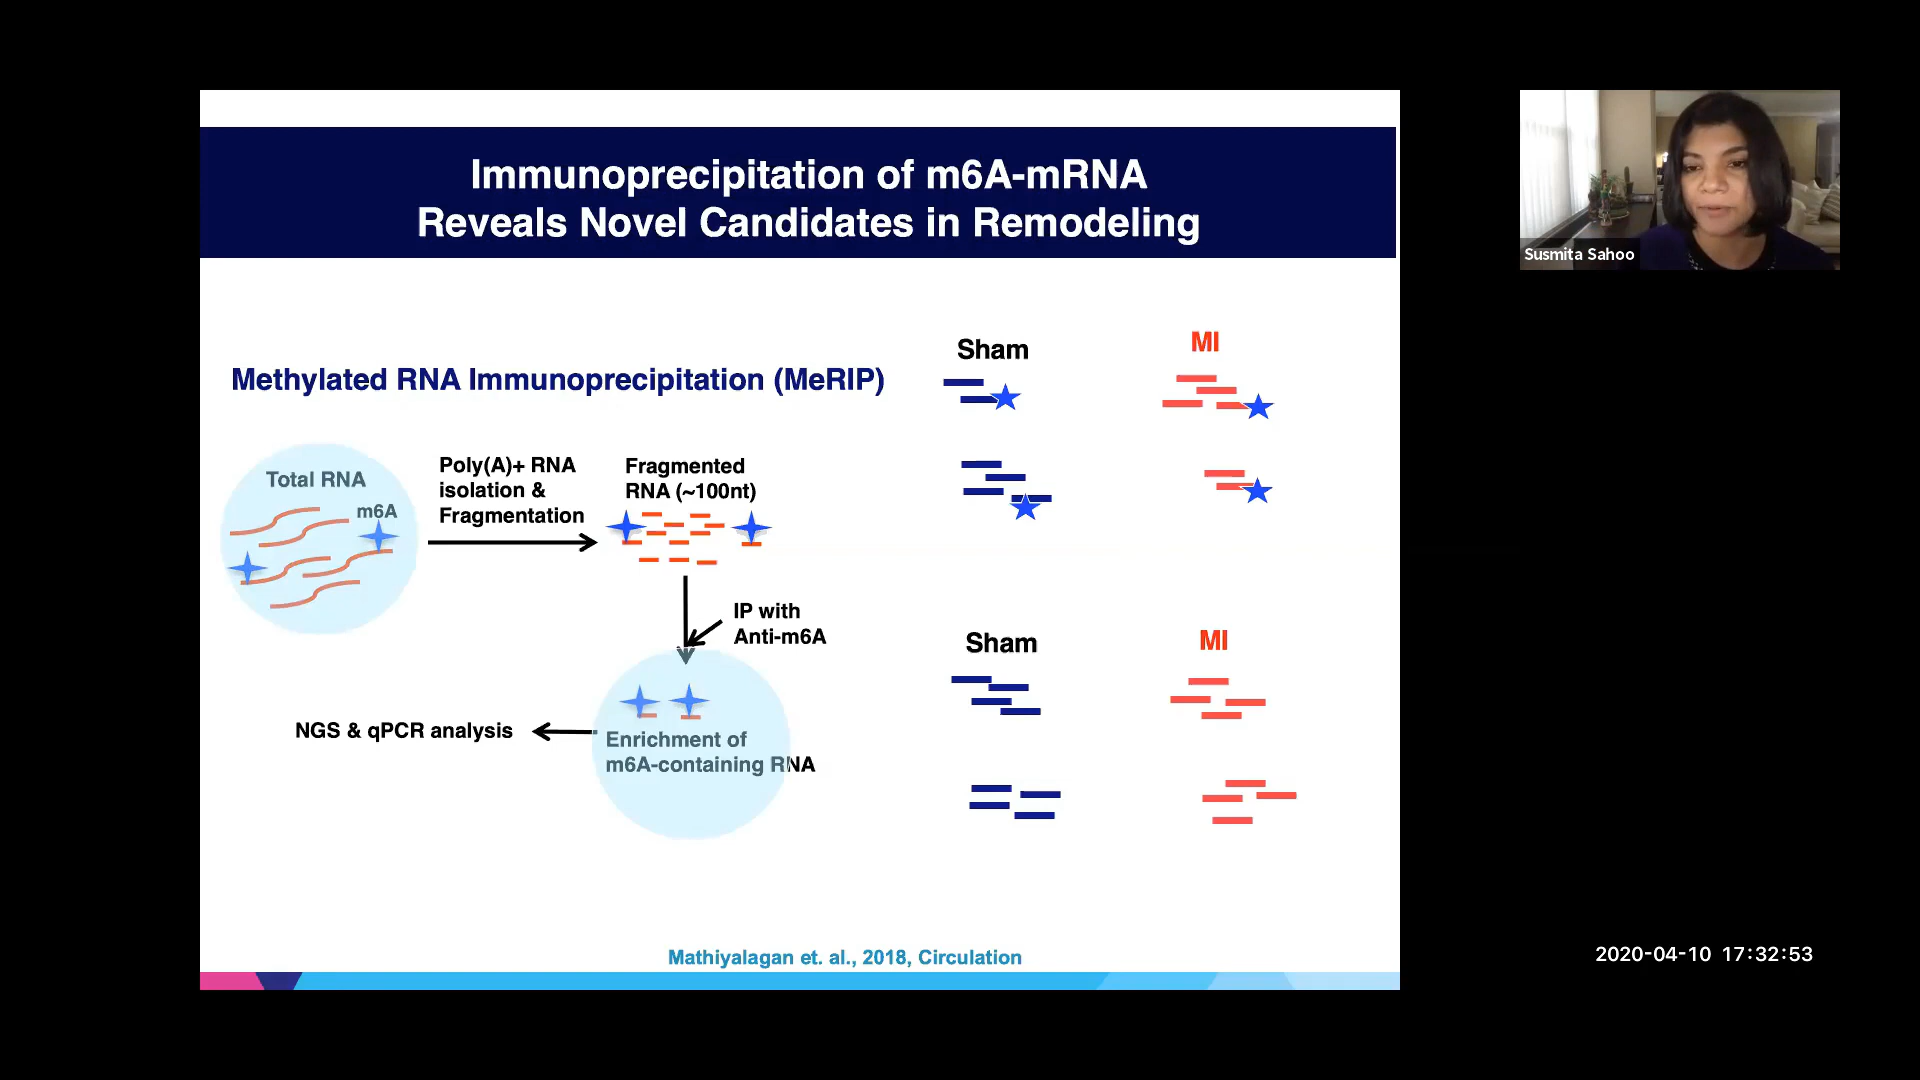 Immunoprecipitation of m6A-mRNA
Reveals Novel Candidates in Remodeling
Methylated RNA Immunoprecipitation (MeRIP)
Total RNA
m6A
Poly(A)+ RNA
isolation &
Fragmentation
Fragmented
RNA (~100nt)
IP with
Anti-m6A
Enrichment of
m6A-containing RNA
NGS & qPCR analysis
Sham
MI
Sham
MI
Mathiyalagan et. al., 2018, Circulation
Susmita Sahoo
2020-04-10 17:32:53